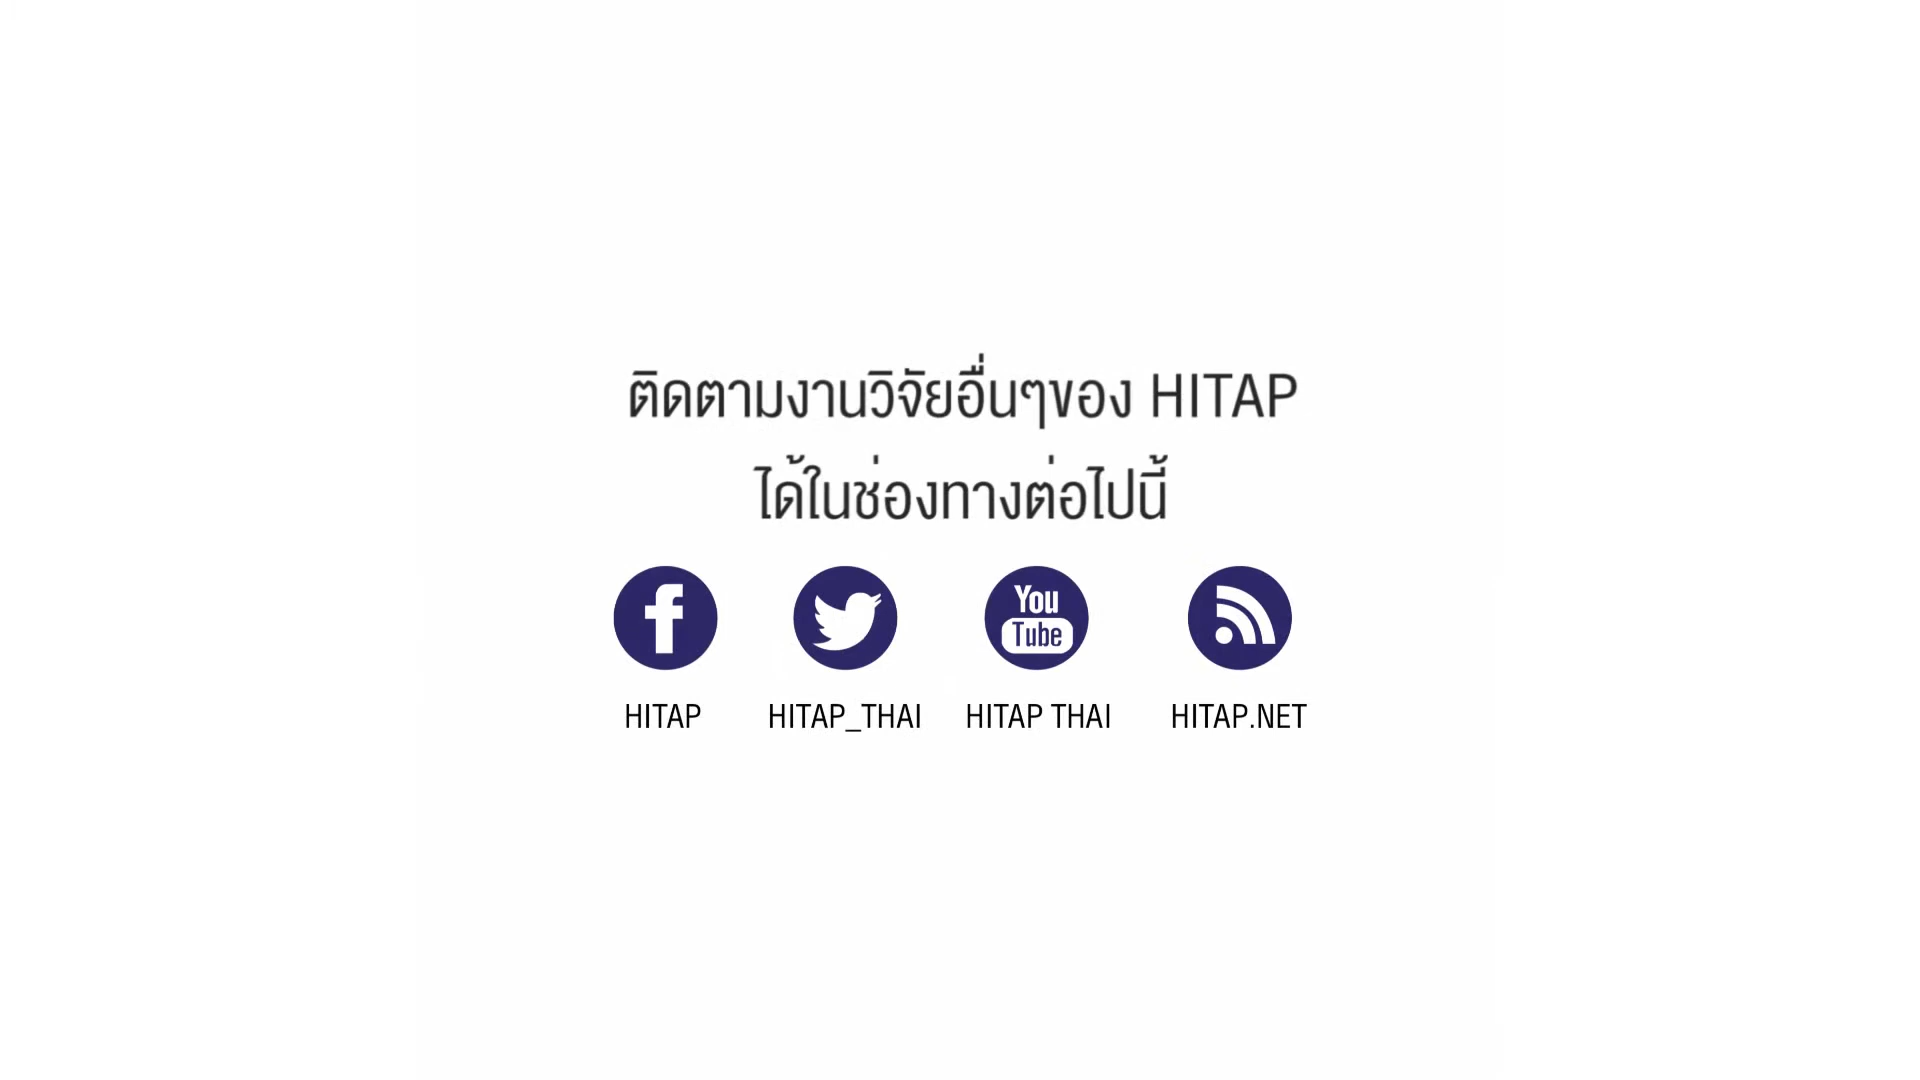 ติดตามงานวิจัยอื่นๆของ HITAP
ได้ในช่องทางต่อไปนี้
f
You
Tube
HITAP HITAP_THAI HITAP THAI HITAP.NET